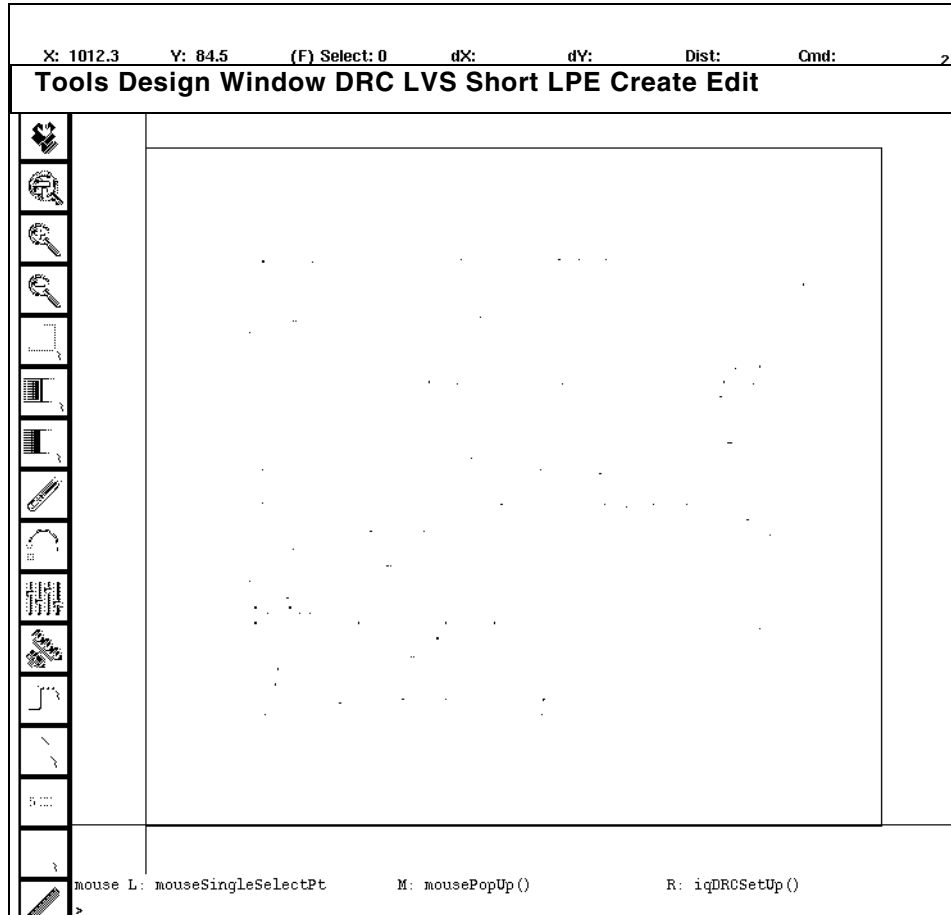 X: 1012.3 Y: 84.5 (F) Select: 0 dX: dY: Dist: Cmd: 2
Tools Design Window DRC LVS Short LPE Create Edit
mouse L: mouseSingleSelectPt M: mousePopUp() R: iqDRCSetUp()
>